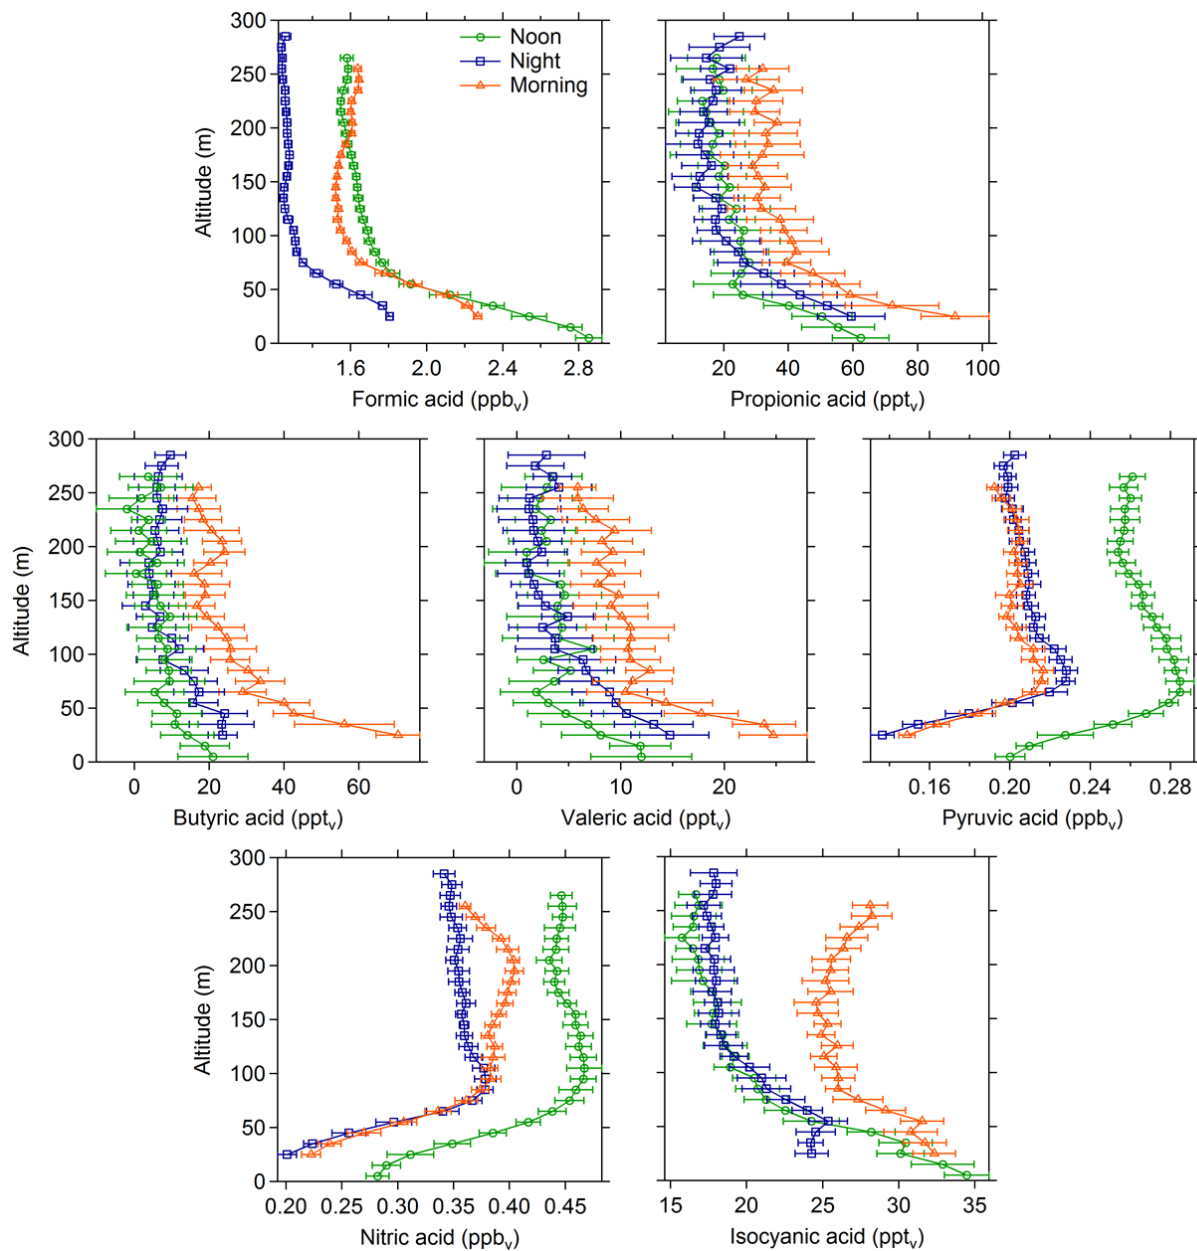 300
250
200
150
100
50
0
Altitude (m)
Noon
Night
Morning
1.6 2.0 2.4 2.8
Formic acid (ppbv)
20 40 60 80 100
Propionic acid (pptv)
300
250
200
150
100
50
0
Altitude (m)
0 20 40 60
Butyric acid (pptv)
0 10 20
Valeric acid (pptv)
0.16 0.20 0.24 0.28
Pyruvic acid (ppbv)
300
250
200
150
100
50
0
Altitude (m)
0.20 0.25 0.30 0.35 0.40 0.45
Nitric acid (ppbv)
15 20 25 30 35
Isocyanic acid (pptv)